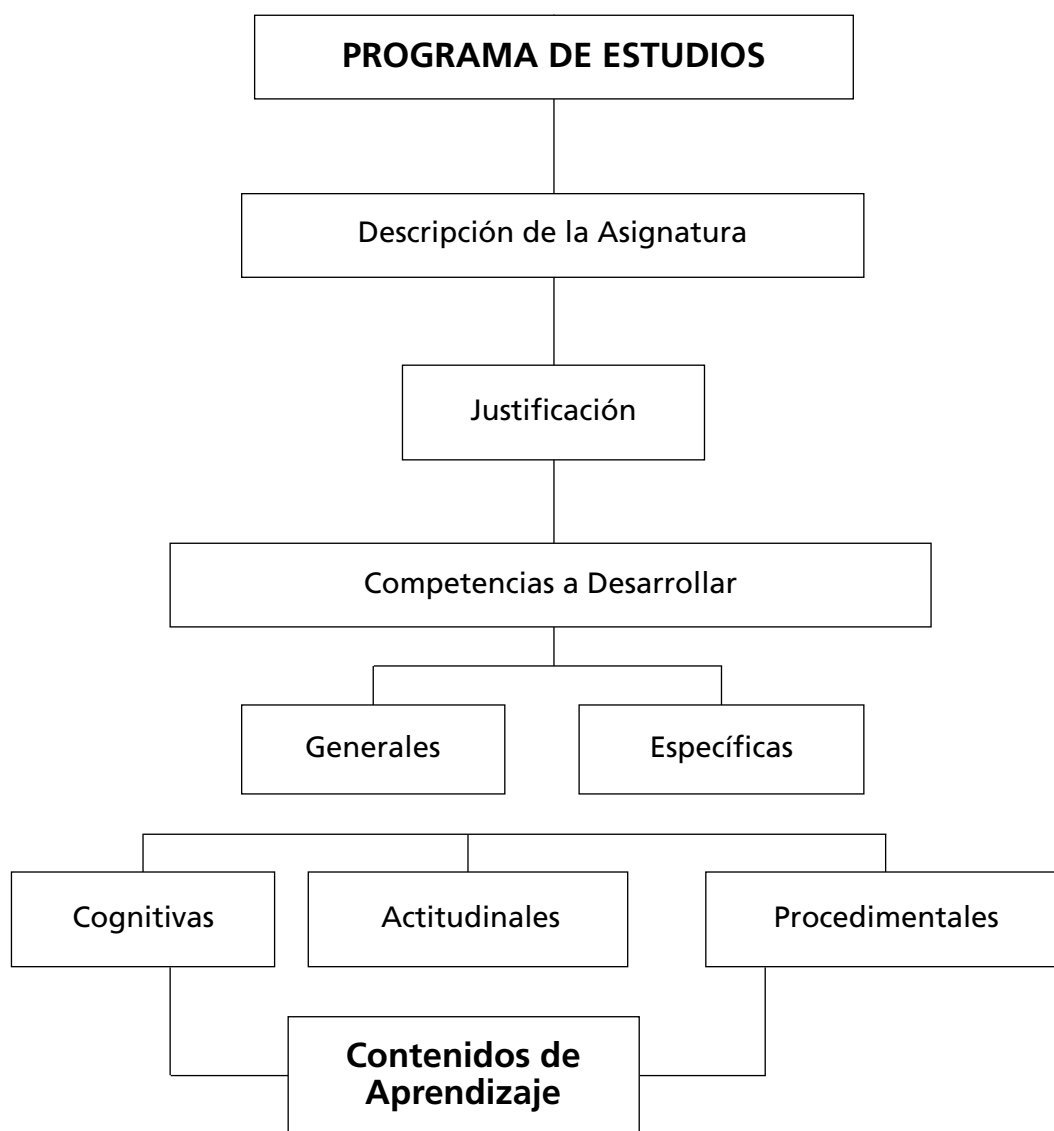 PROGRAMA DE ESTUDIOS
Descripción de la Asignatura
Justificación
Competencias a Desarrollar
Generales
Específicas
Cognitivas
Actitudinales
Procedimentales
Contenidos de
Aprendizaje